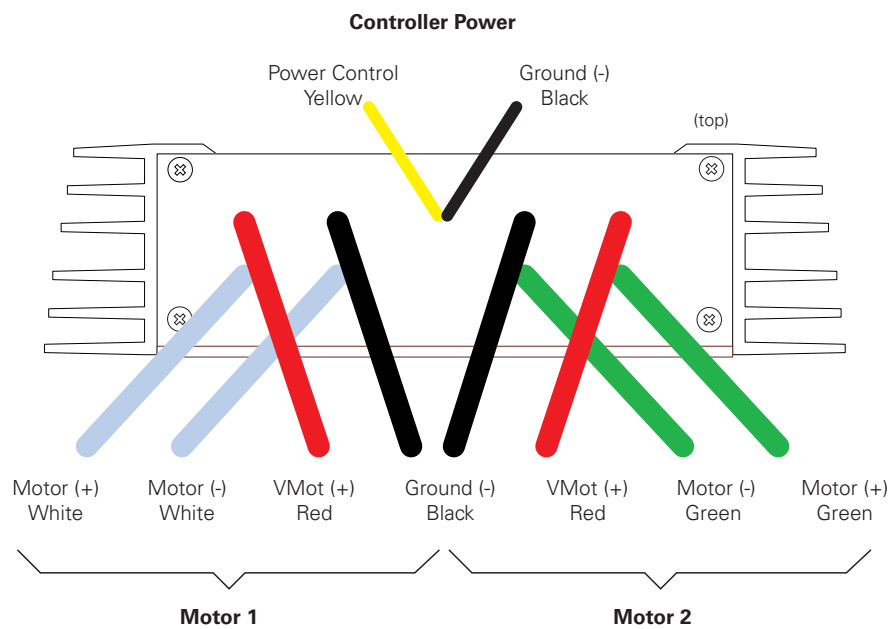 Controller Power
Power Control
Yellow
Ground (-)
Black
(top)
Motor (+)
White
Motor (-)
White
VMot (+)
Red
Ground (-)
Black
VMot (+)
Red
Motor (-)
Green
Motor (+)
Green
Motor 1
Motor 2